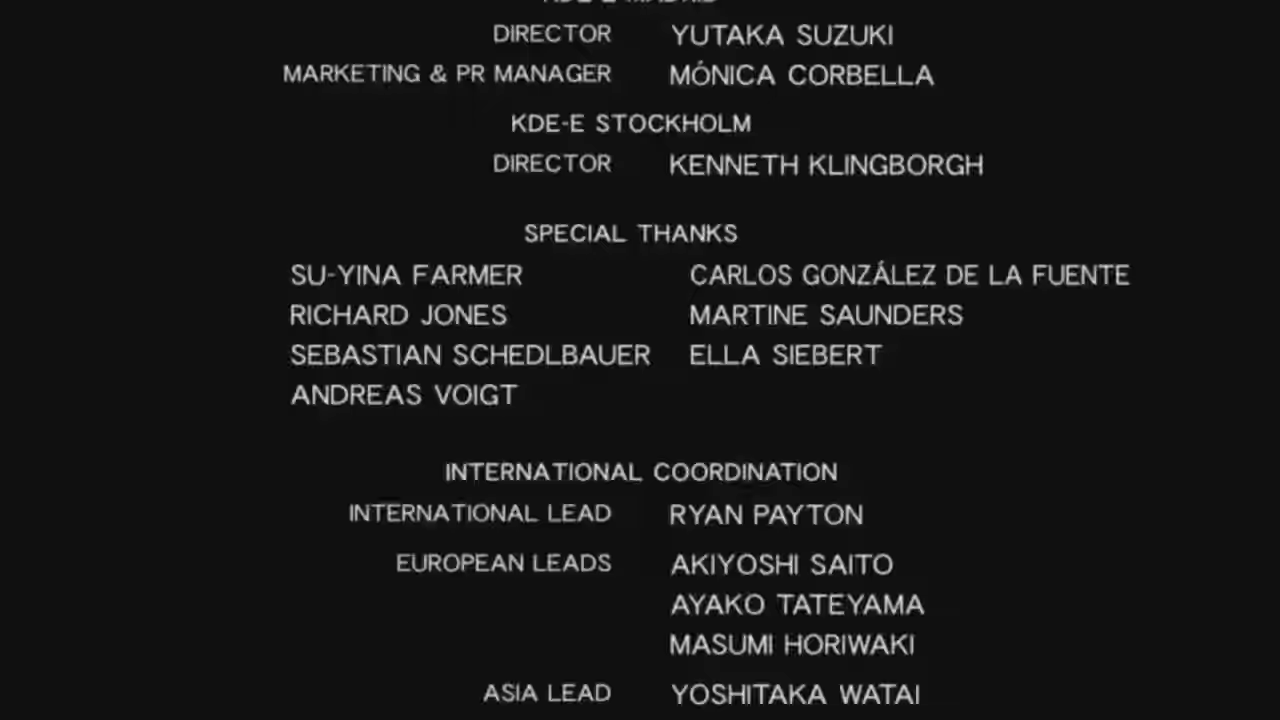 DIRECTOR YUTAKA SUZUKI
MARKETING & PR MANAGER MÓNICA CORBELLA
KDE-E STOCKHOLM
DIRECTOR KENNETH KLINGBORGH
SPECIAL THANKS
SU-YINA FARMER CARLOS GONZÁLEZ DE LA FUENTE
RICHARD JONES MARTINE SAUNDERS
SEBASTIAN SCHEDLBAUER ELLA SIEBERT
ANDREAS VOIGT
INTERNATIONAL COORDINATION
INTERNATIONAL LEAD RYAN PAYTON
EUROPEAN LEADS AKIYOSHI SAITO
AYAKO TATEYAMA
MASUMI HORIWAKI
ASIA LEAD YOSHITAKA WATAI